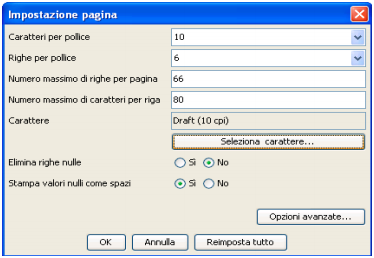 Impostazione pagina
Caratteri per pollice 10
Righe per pollice 6
Numero massimo di righe per pagina 66
Numero massimo di caratteri per riga 80
Carattere Draft (10 cpi)
Seleziona carattere...
Elimina righe nulle Sì No
Stampa valori nulli come spazi Sì No
Opzioni avanzate...
OK Annulla Reimposta tutto